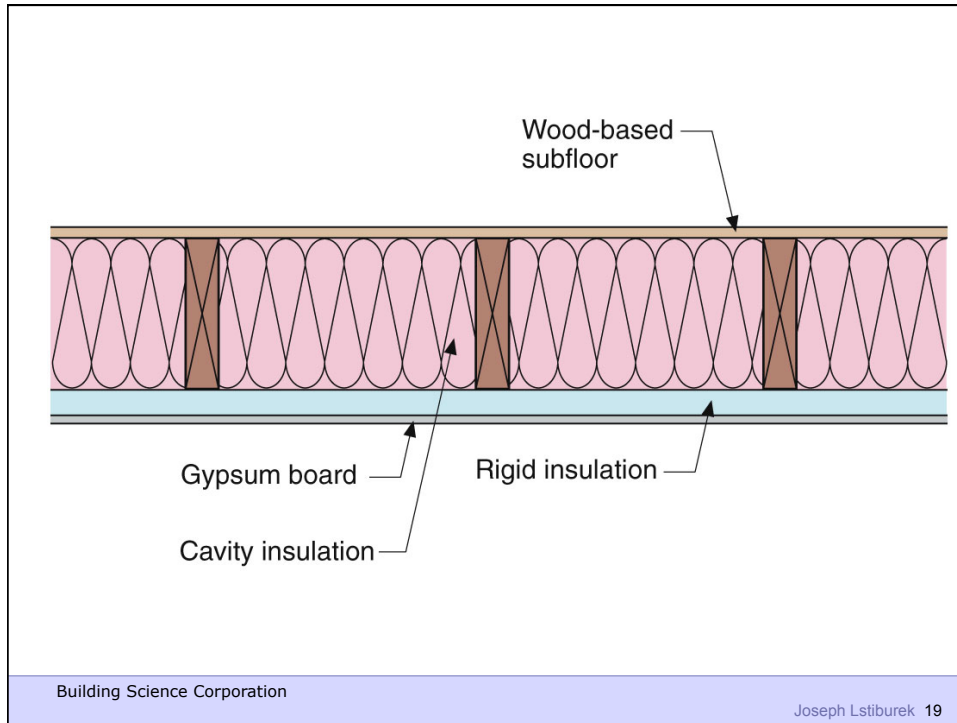 Wood-based
subfloor
Gypsum board
Rigid insulation
Cavity insulation
Building Science Corporation
Joseph Lstiburek 19